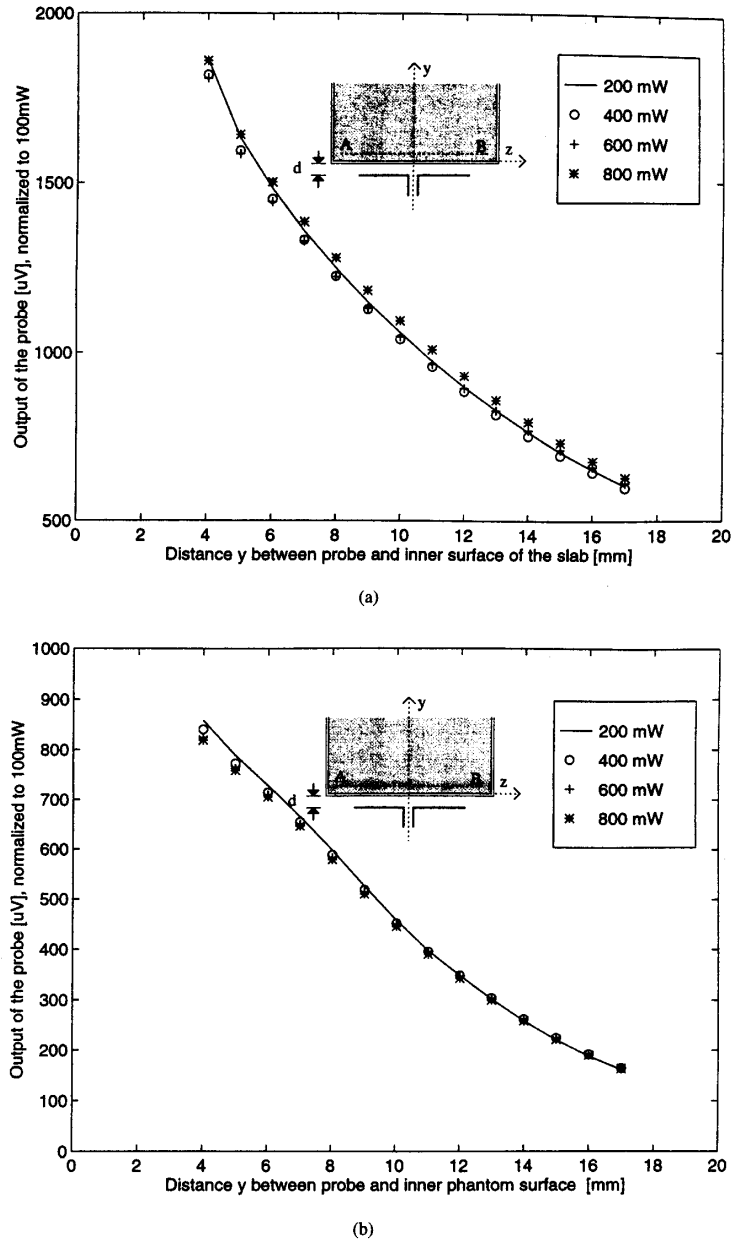 2000
1500
1000
500
Output of the probe [uV], normalized to 100mW
y
A
B
z
d
200 mW
400 mW
600 mW
800 mW
0 2 4 6 8 10 12 14 16 18 20
Distance y between probe and inner surface of the slab [mm]
(a)
1000
900
800
700
600
500
400
300
200
100
0
Output of the probe [uV], normalized to 100mW
y
A
B
z
d
200 mW
400 mW
600 mW
800 mW
0 2 4 6 8 10 12 14 16 18 20
Distance y between probe and inner phantom surface [mm]
(b)